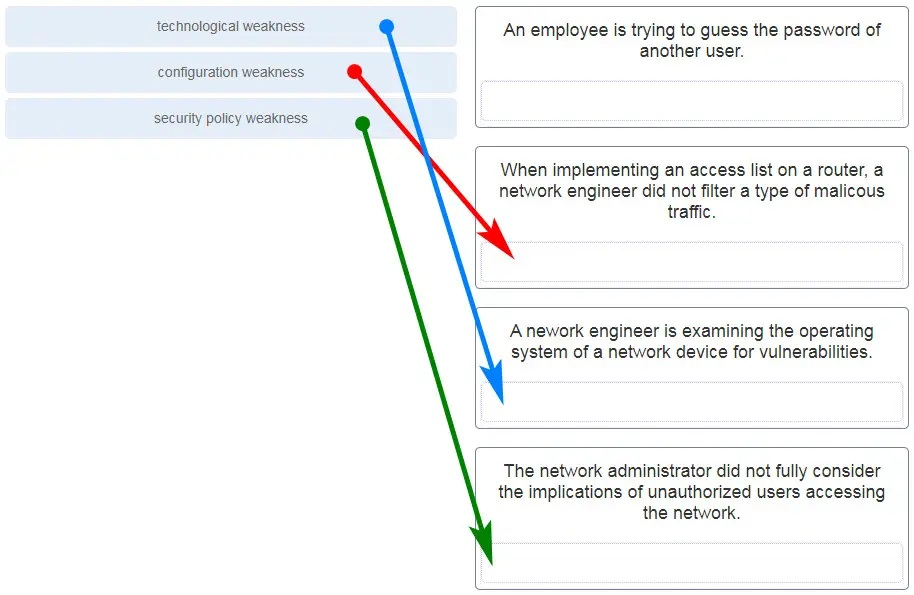 technological weakness
configuration weakness
security policy weakness
An employee is trying to guess the password of
another user.
When implementing an access list on a router, a
network engineer did not filter a type of malicous
traffic.
A nework engineer is examining the operating
system of a network device for vulnerabilities.
The network administrator did not fully consider
the implications of unauthorized users accessing
the network.